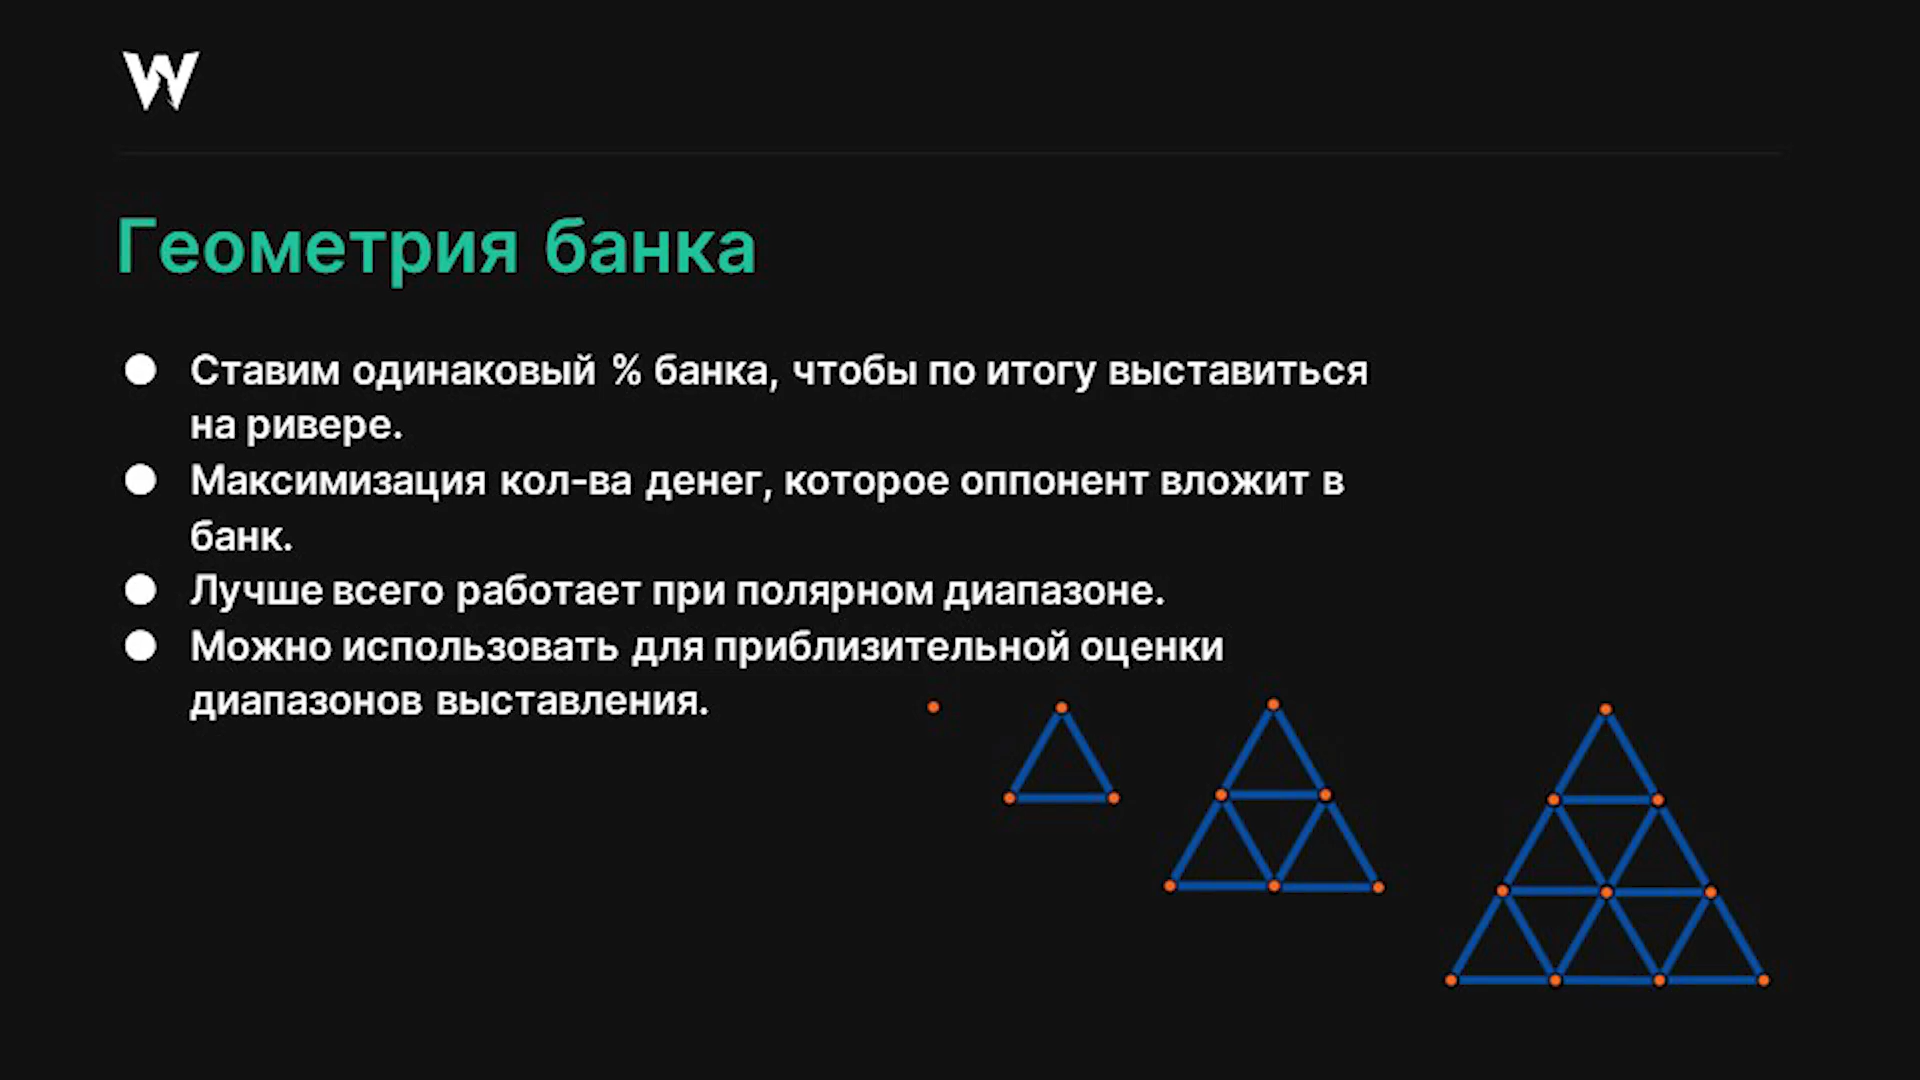 W
Геометрия банка
● Ставим одинаковый % банка, чтобы по итогу выставиться
на ривере.
● Максимизация кол-ва денег, которое оппонент вложит в
банк.
● Лучше всего работает при полярном диапазоне.
● Можно использовать для приблизительной оценки
диапазонов выставления.